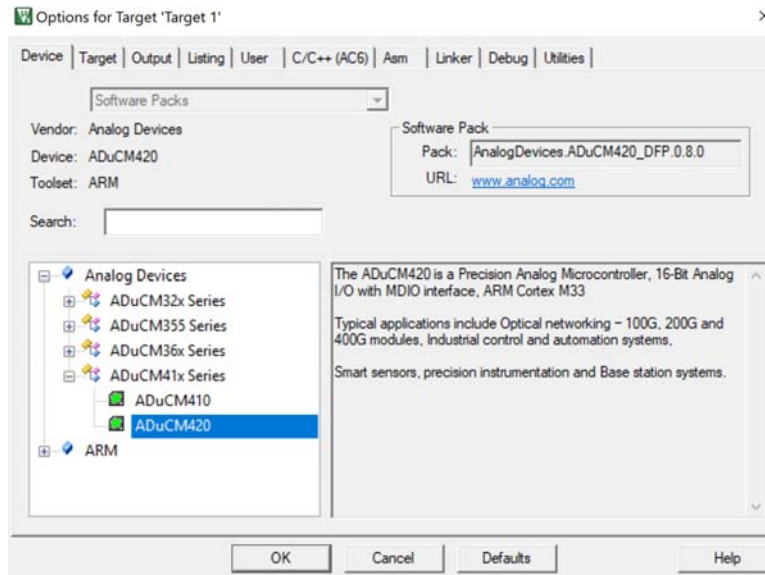 Options for Target 'Target 1'
Device Target Output Listing User C/C++ (AC6) Asm Linker Debug Utilities
Software Packs
Vendor: Analog Devices
Device: ADuCM420
Toolset: ARM
Search:
Software Pack
Pack: AnalogDevices.ADuCM420_DFP.0.8.0
URL: www.analog.com
Analog Devices
ADuCM32x Series
ADuCM355 Series
ADuCM36x Series
ADuCM41x Series
ADuCM410
ADuCM420
ARM
The ADuCM420 is a Precision Analog Microcontroller, 16-Bit Analog
I/O with MDIO interface, ARM Cortex M33
Typical applications include Optical networking – 100G, 200G and
400G modules, Industrial control and automation systems,
Smart sensors, precision instrumentation and Base station systems.
OK Cancel Defaults Help